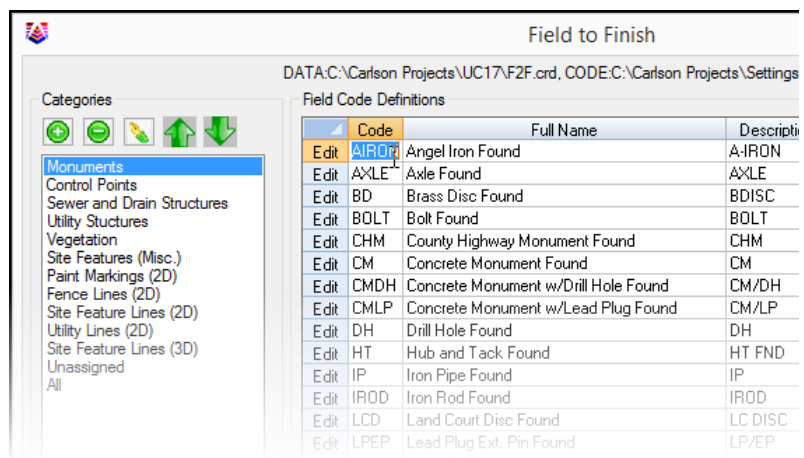 Field to Finish
DATA:C:\Carlson Projects\UC17\F2F.crd, CODE:C:\Carlson Projects\Settings
Categories
Monuments
Control Points
Sewer and Drain Structures
Utility Stuctures
Vegetation
Site Features (Misc.)
Paint Markings (2D)
Fence Lines (2D)
Site Feature Lines (2D)
Utility Lines (2D)
Site Feature Lines (3D)
Unassigned
All
Field Code Definitions
Code Full Name Descripti
Edit AIRON Angel Iron Found A-IRON
Edit AXLE Axle Found AXLE
Edit BD Brass Disc Found BDISC
Edit BOLT Bolt Found BOLT
Edit CHM County Highway Monument Found CHM
Edit CM Concrete Monument Found CM
Edit CMDH Concrete Monument w/Drill Hole Found CM/DH
Edit CMLP Concrete Monument w/Lead Plug Found CM/LP
Edit DH Drill Hole Found DH
Edit HT Hub and Tack Found HT FND
Edit IP Iron Pipe Found IP
Edit IROD Iron Rod Found IROD
Edit LCD Land Court Disc Found LC DISC
Edit LPEP Lead Plug Ext. Pin Found LP/EP